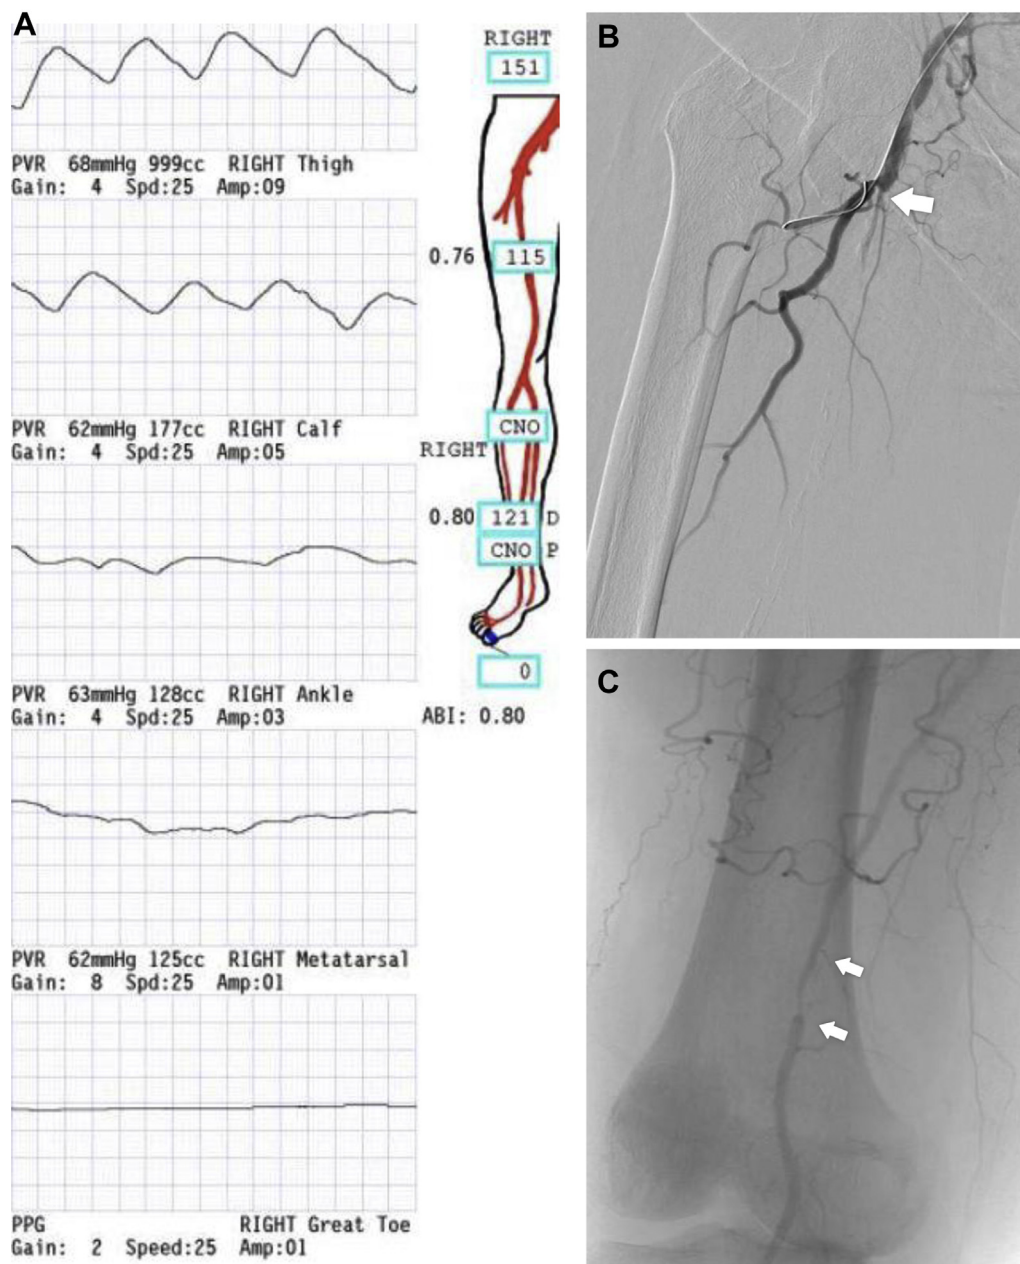 A
PVR 68mmHg 999cc RIGHT Thigh
Gain: 4 Spd:25 Amp:09
PVR 62mmHg 177cc RIGHT Calf
Gain: 4 Spd:25 Amp:05
PVR 63mmHg 128cc RIGHT Ankle
Gain: 4 Spd:25 Amp:03
PVR 62mmHg 125cc RIGHT Metatarsal
Gain: 8 Spd:25 Amp:01
PPG RIGHT Great Toe
Gain: 2 Speed:25 Amp:01
RIGHT
151
0.76 115
CNO
RIGHT
0.80 121 D
CNO P
0
ABI: 0.80
B
C